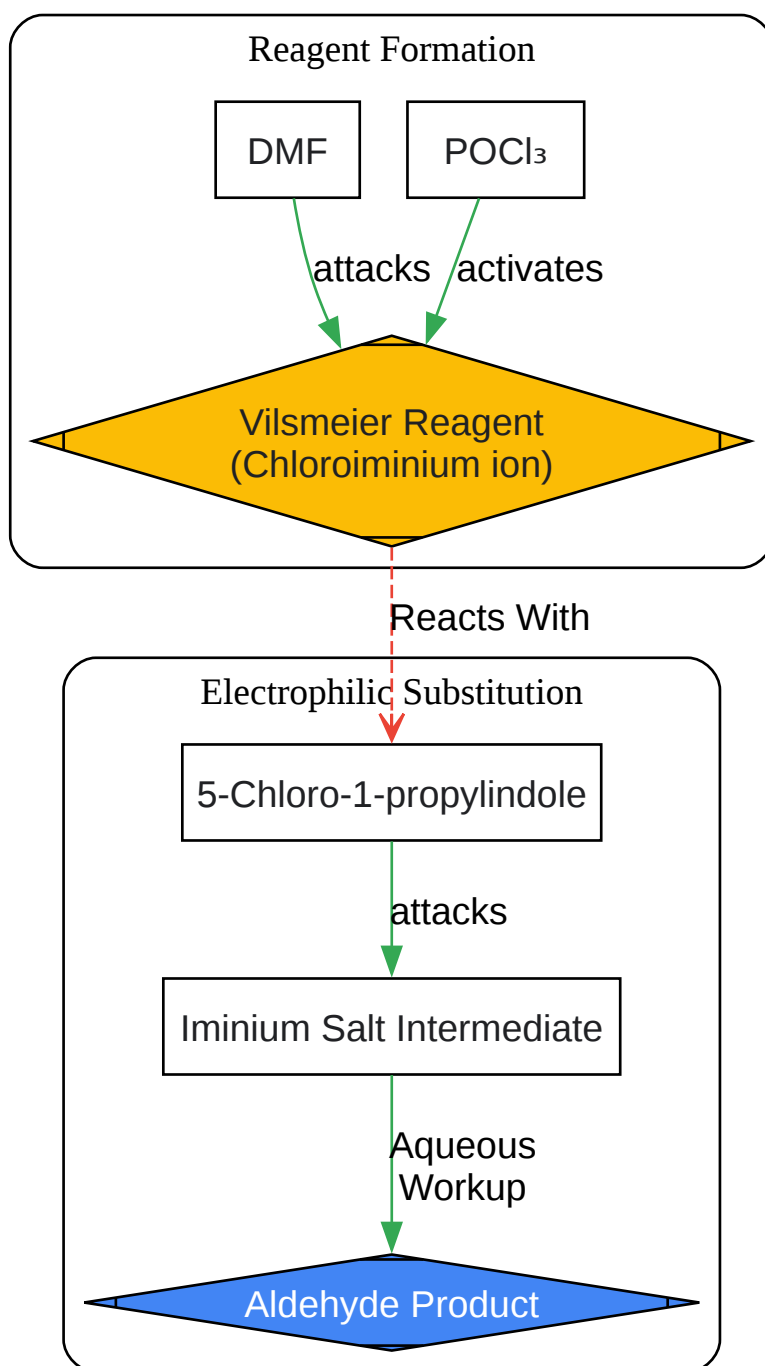 Reagent Formation
DMF
POCl₃
attacks
activates
Vilsmeier Reagent
(Chloroiminium ion)
Reacts With
Electrophilic Substitution
5-Chloro-1-propylindole
attacks
Iminium Salt Intermediate
Aqueous
Workup
Aldehyde Product